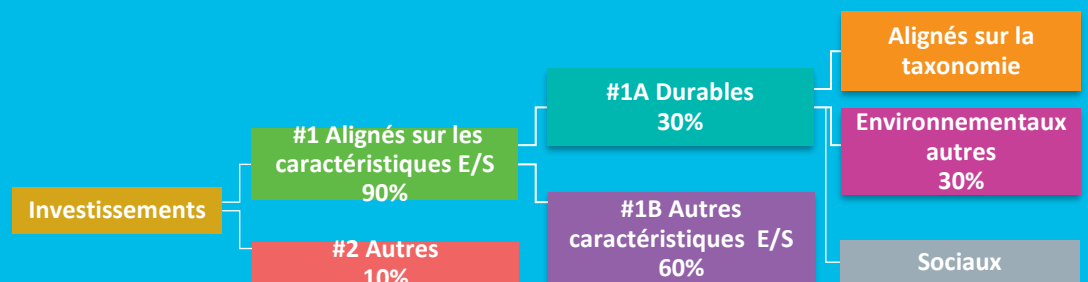 Investissements
#1 Alignés sur les
caractéristiques E/S
90%
#2 Autres
10%
#1A Durables
30%
#1B Autres
caractéristiques E/S
60%
Alignés sur la
taxonomie
Environnementaux
autres
30%
Sociaux